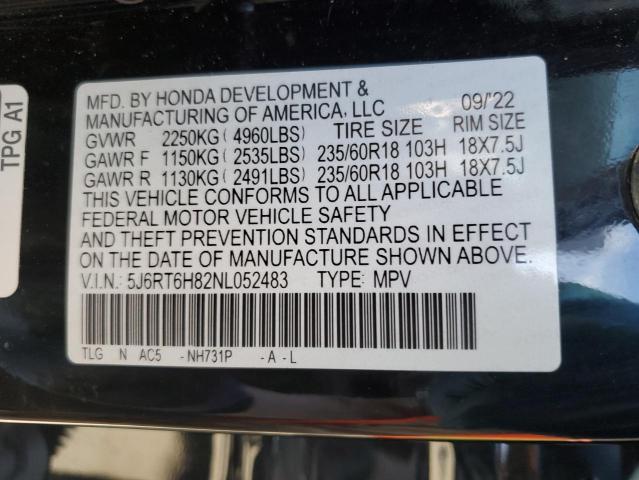 TPG A1
MFD. BY HONDA DEVELOPMENT &
MANUFACTURING OF AMERICA, LLC 09/'22
GVWR 2250KG (4960LBS) TIRE SIZE RIM SIZE
GAWR F 1150KG (2535LBS) 235/60R18 103H 18X7.5J
GAWR R 1130KG (2491LBS) 235/60R18 103H 18X7.5J
THIS VEHICLE CONFORMS TO ALL APPLICABLE
FEDERAL MOTOR VEHICLE SAFETY
AND THEFT PREVENTION STANDARDS IN EFFECT
ON THE DATE OF MANUFACTURE SHOWN ABOVE.
V.I.N.: 5J6RT6H82NL052483 TYPE: MPV
TLG N AC5 -NH731P -A-L